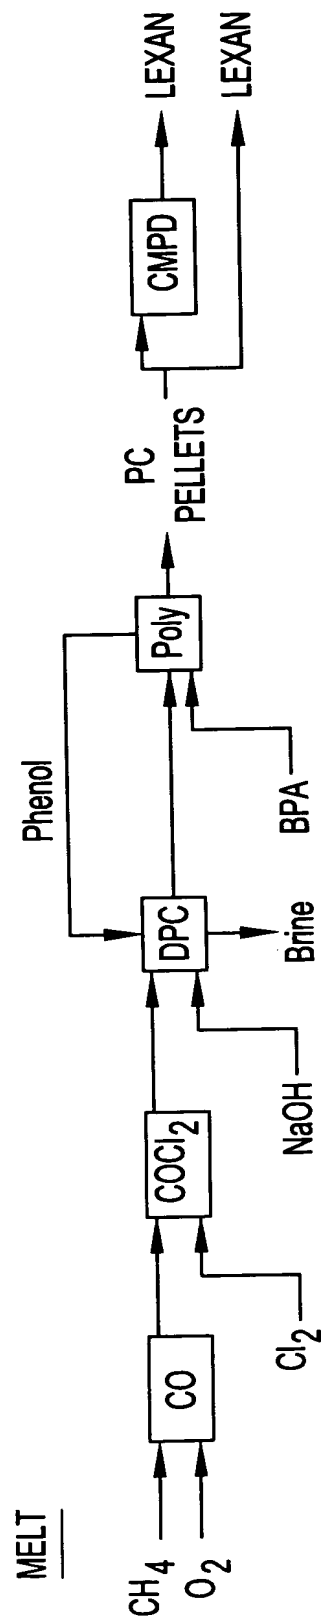 MELT
CH₄
O₂
CO
Cl₂
COCl₂
NaOH
DPC
Brine
Phenol
BPA
Poly
PC
PELLETS
CMPD
LEXAN
LEXAN